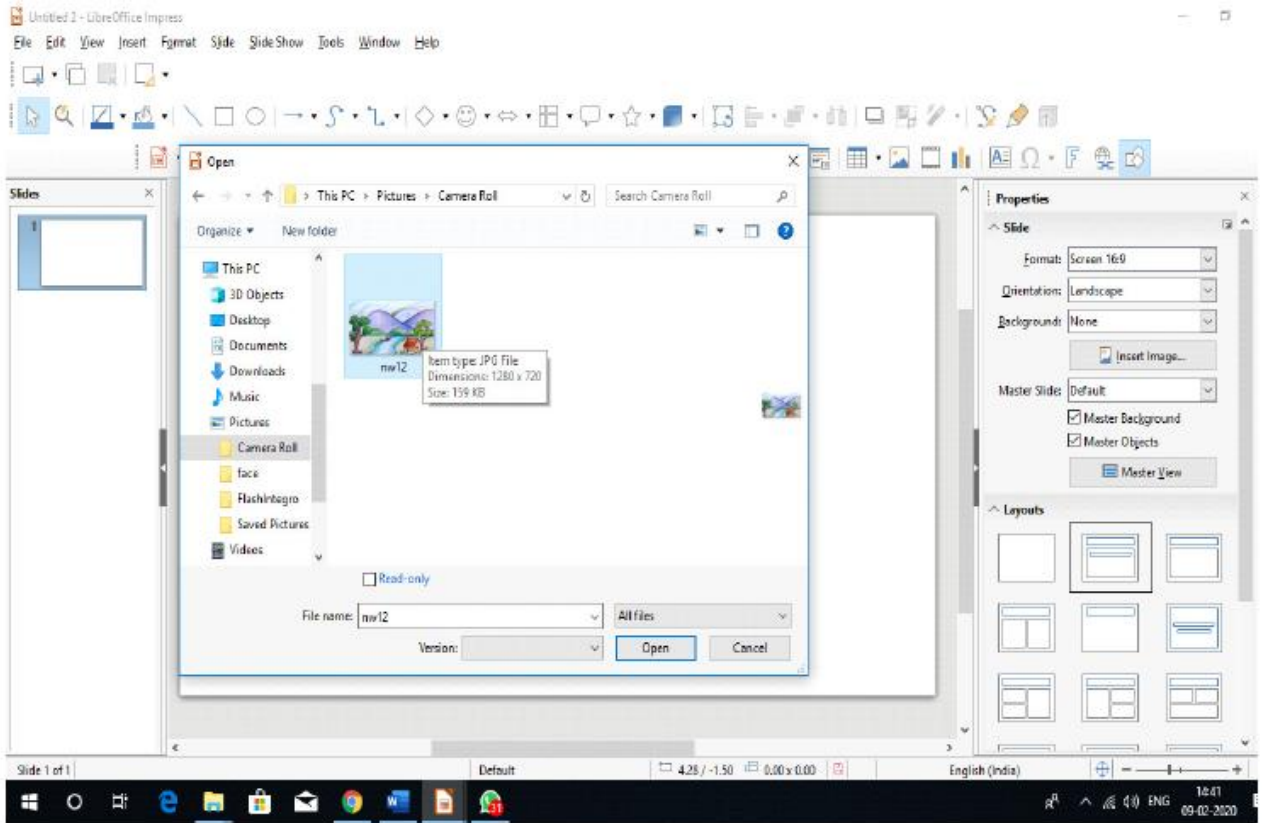 Untitled 2 - LibreOffice Impress
File Edit View Insert Format Slide Slide Show Tools Window Help
Open
This PC > Pictures > Camera Roll
Search Camera Roll
Organize
New folder
This PC
3D Objects
Desktop
Documents
Downloads
Music
Pictures
Camera Roll
face
FlashIntegro
Saved Pictures
Videos
nw12
Item type: JPG File
Dimensions: 1280 x 720
Size: 159 KB
Read-only
File name: nw12
All files
Version:
Open
Cancel
Slides
1
Properties
Slide
Format: Screen 16:9
Orientation: Landscape
Background: None
Insert Image...
Master Slide: Default
Master Background
Master Objects
Master View
Layouts
Slide 1 of 1
Default
4.28 / -1.50
0.00 x 0.00
English (India)
31
ENG
14:41
09-02-2020